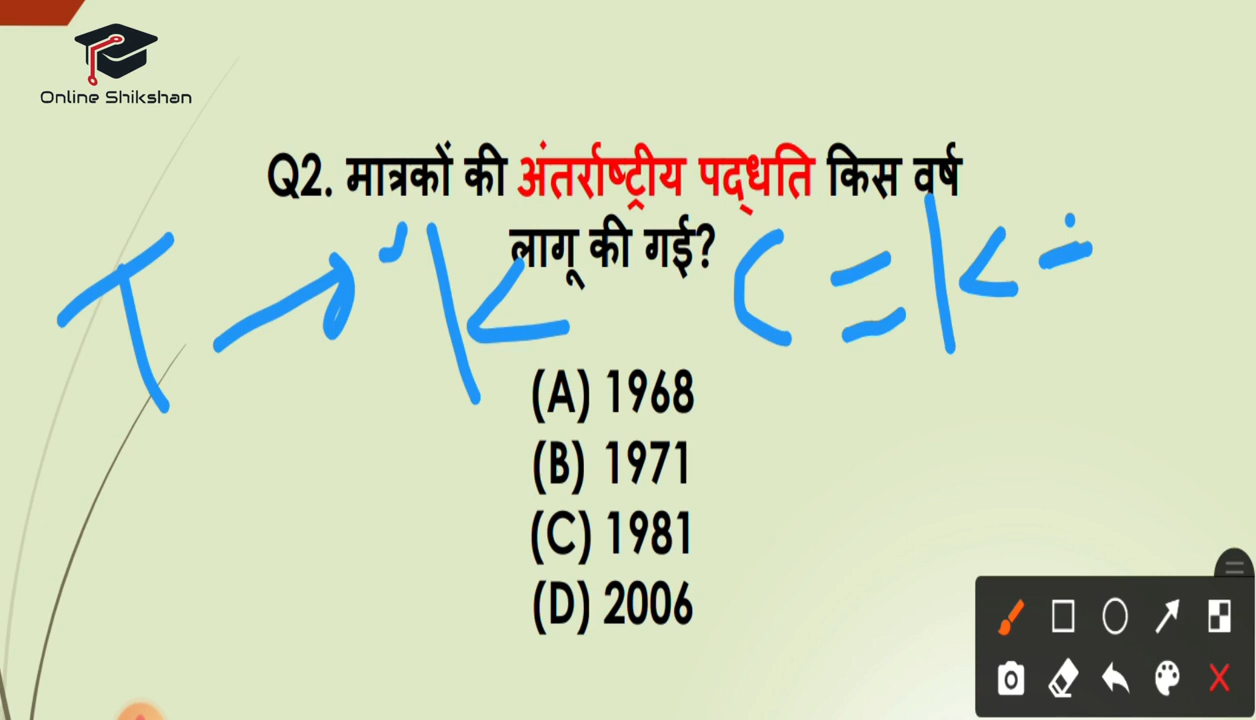 Online Shikshan
Q2. मात्रकों की अंतर्राष्ट्रीय पद्धति किस वर्ष
लागू की गई?
T → °K C = K ÷
(A) 1968
(B) 1971
(C) 1981
(D) 2006